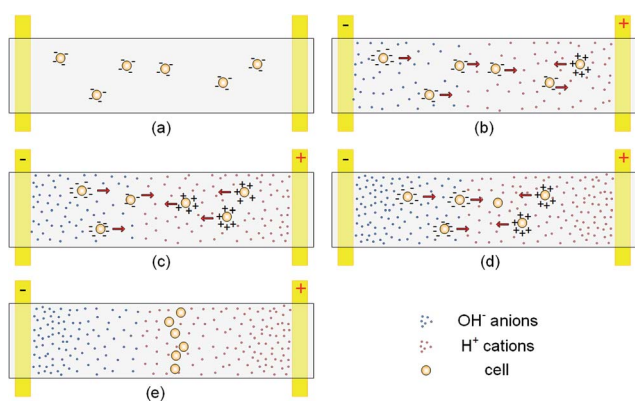 - +
(a)
(b)
- +
- +
(c)
(d)
- +
(e)
OH⁻ anions
H⁺ cations
cell